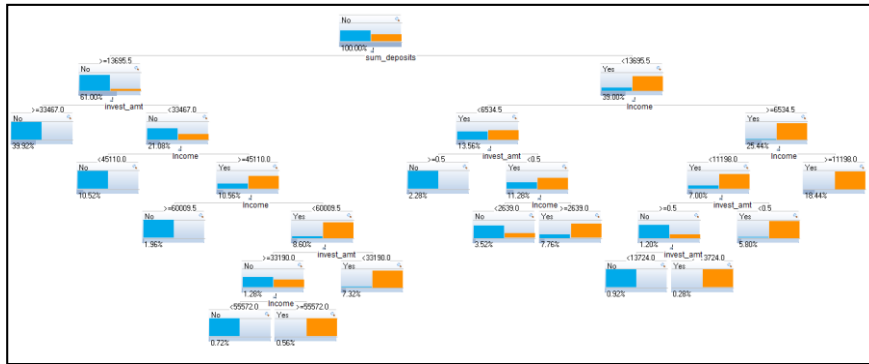 No
100.00%
sum_deposits
>=13695.5 <13695.5
No Yes
61.00% 39.00%
invest_amt Income
>=33467.0 <33467.0 <6534.5 >=6534.5
No No Yes Yes
39.92% 21.08% 13.56% 25.44%
Income invest_amt Income
<45110.0 >=45110.0 >=0.5 <0.5 <11198.0 >=11198.0
No Yes No Yes Yes Yes
10.52% 10.56% 2.28% 11.28% 7.00% 18.44%
Income Income invest_amt
>=60009.5 <60009.5 <2639.0 >=2639.0 >=0.5 <0.5
No Yes No Yes No Yes
1.96% 8.60% 3.52% 7.76% 1.20% 5.80%
invest_amt invest_amt
>=33190.0 <33190.0 <13724.0 3724.0
No Yes No Yes
1.28% 7.32% 0.92% 0.28%
Income
<55572.0 >=55572.0
No Yes
0.72% 0.56%